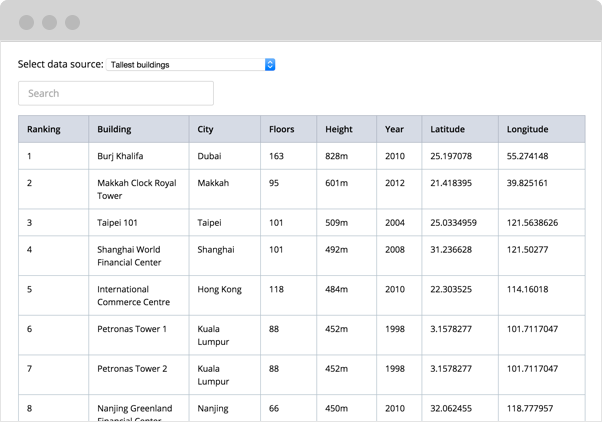 Select data source: Tallest buildings
Search
Ranking Building City Floors Height Year Latitude Longitude
1 Burj Khalifa Dubai 163 828m 2010 25.197078 55.274148
2 Makkah Clock Royal Makkah 95 601m 2012 21.418395 39.825161
Tower
3 Taipei 101 Taipei 101 509m 2004 25.0334959 121.5638626
4 Shanghai World Shanghai 101 492m 2008 31.236628 121.50277
Financial Center
5 International Hong Kong 118 484m 2010 22.303525 114.16018
Commerce Centre
6 Petronas Tower 1 Kuala 88 452m 1998 3.1578277 101.7117047
Lumpur
7 Petronas Tower 2 Kuala 88 452m 1998 3.1578277 101.7117047
Lumpur
8 Nanjing Greenland Nanjing 66 450m 2010 32.062455 118.777957
Financial Center